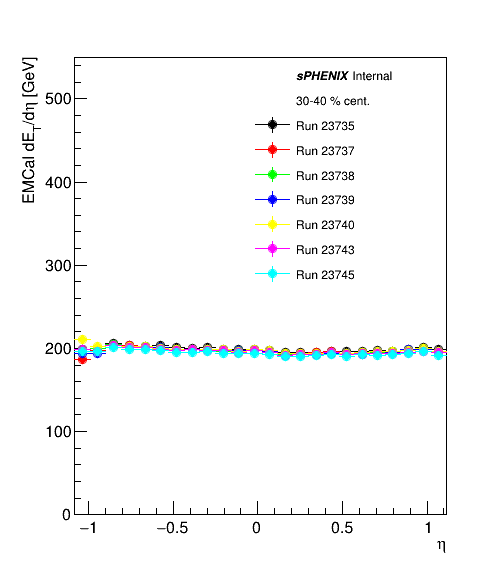 EMCal dE_T/dη [GeV]
sPHENIX Internal
30-40 % cent.
Run 23735
Run 23737
Run 23738
Run 23739
Run 23740
Run 23743
Run 23745
500
400
300
200
100
0
−1 −0.5 0 0.5 1
η